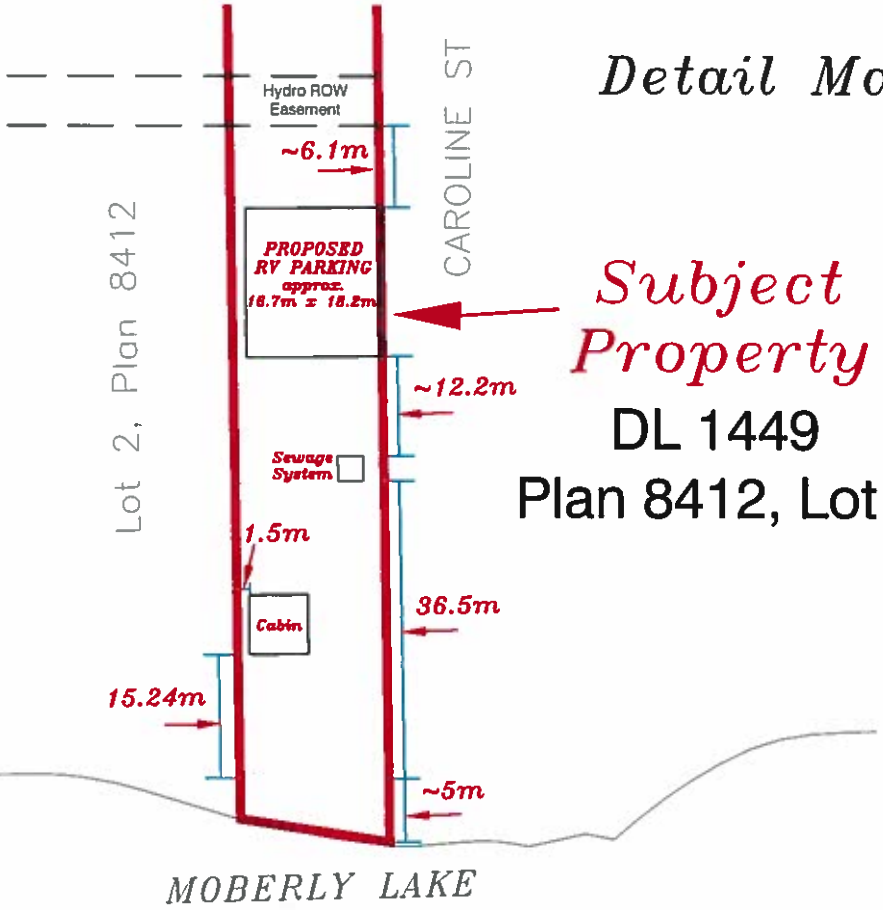 Detail Ma
Hydro ROW
Easement
CAROLINE ST
~6.1m
Lot 2, Plan 8412
PROPOSED
RV PARKING
approx.
16.7m x 18.2m
Subject
Property
DL 1449
Plan 8412, Lot
~12.2m
Sewage
System
1.5m
Cabin
36.5m
15.24m
~5m
MOBERLY LAKE